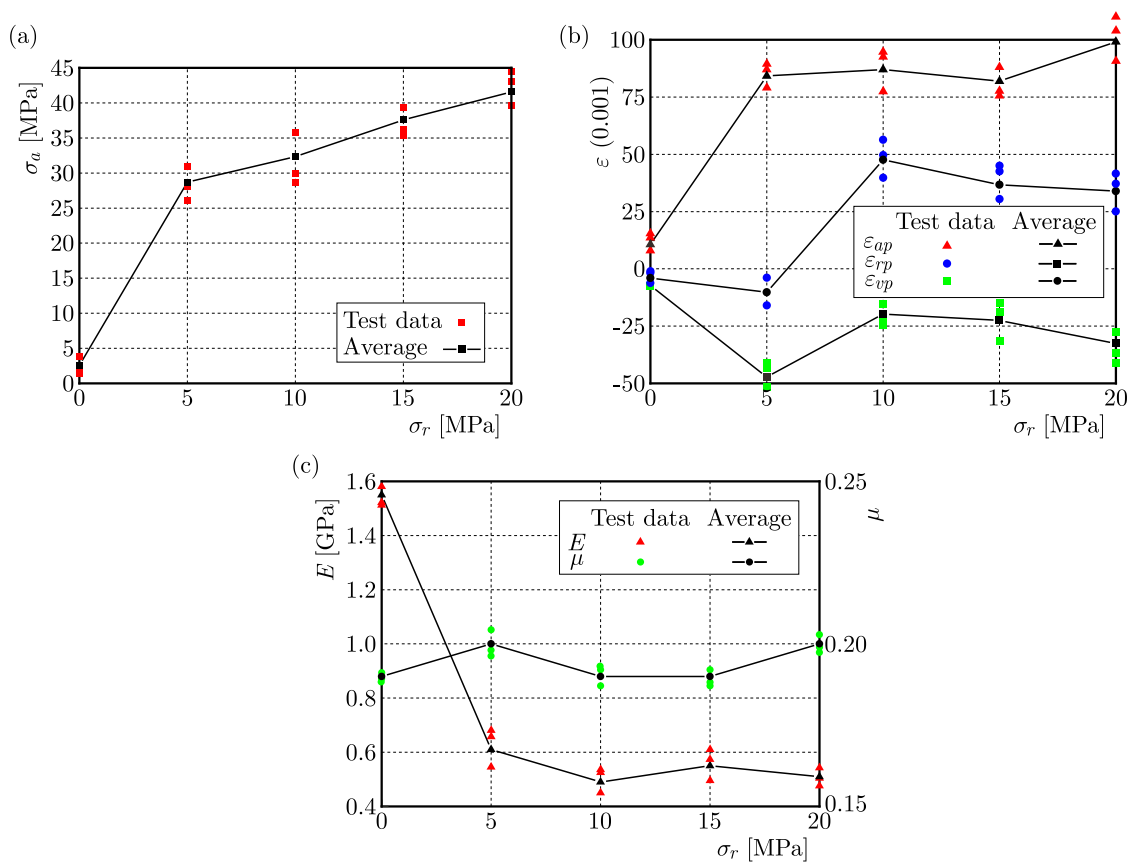 (a)
σa [MPa]
45
40
35
30
25
20
15
10
5
0
0 5 10 15 20
σr [MPa]
Test data
Average
(b)
ε (0.001)
100
75
50
25
0
-25
-50
0 5 10 15 20
σr [MPa]
Test data Average
εap
εrp
εvp
(c)
E [GPa]
1.6
1.4
1.2
1.0
0.8
0.6
0.4
0 5 10 15 20
σr [MPa]
0.25
0.20
0.15
μ
Test data Average
E
μ